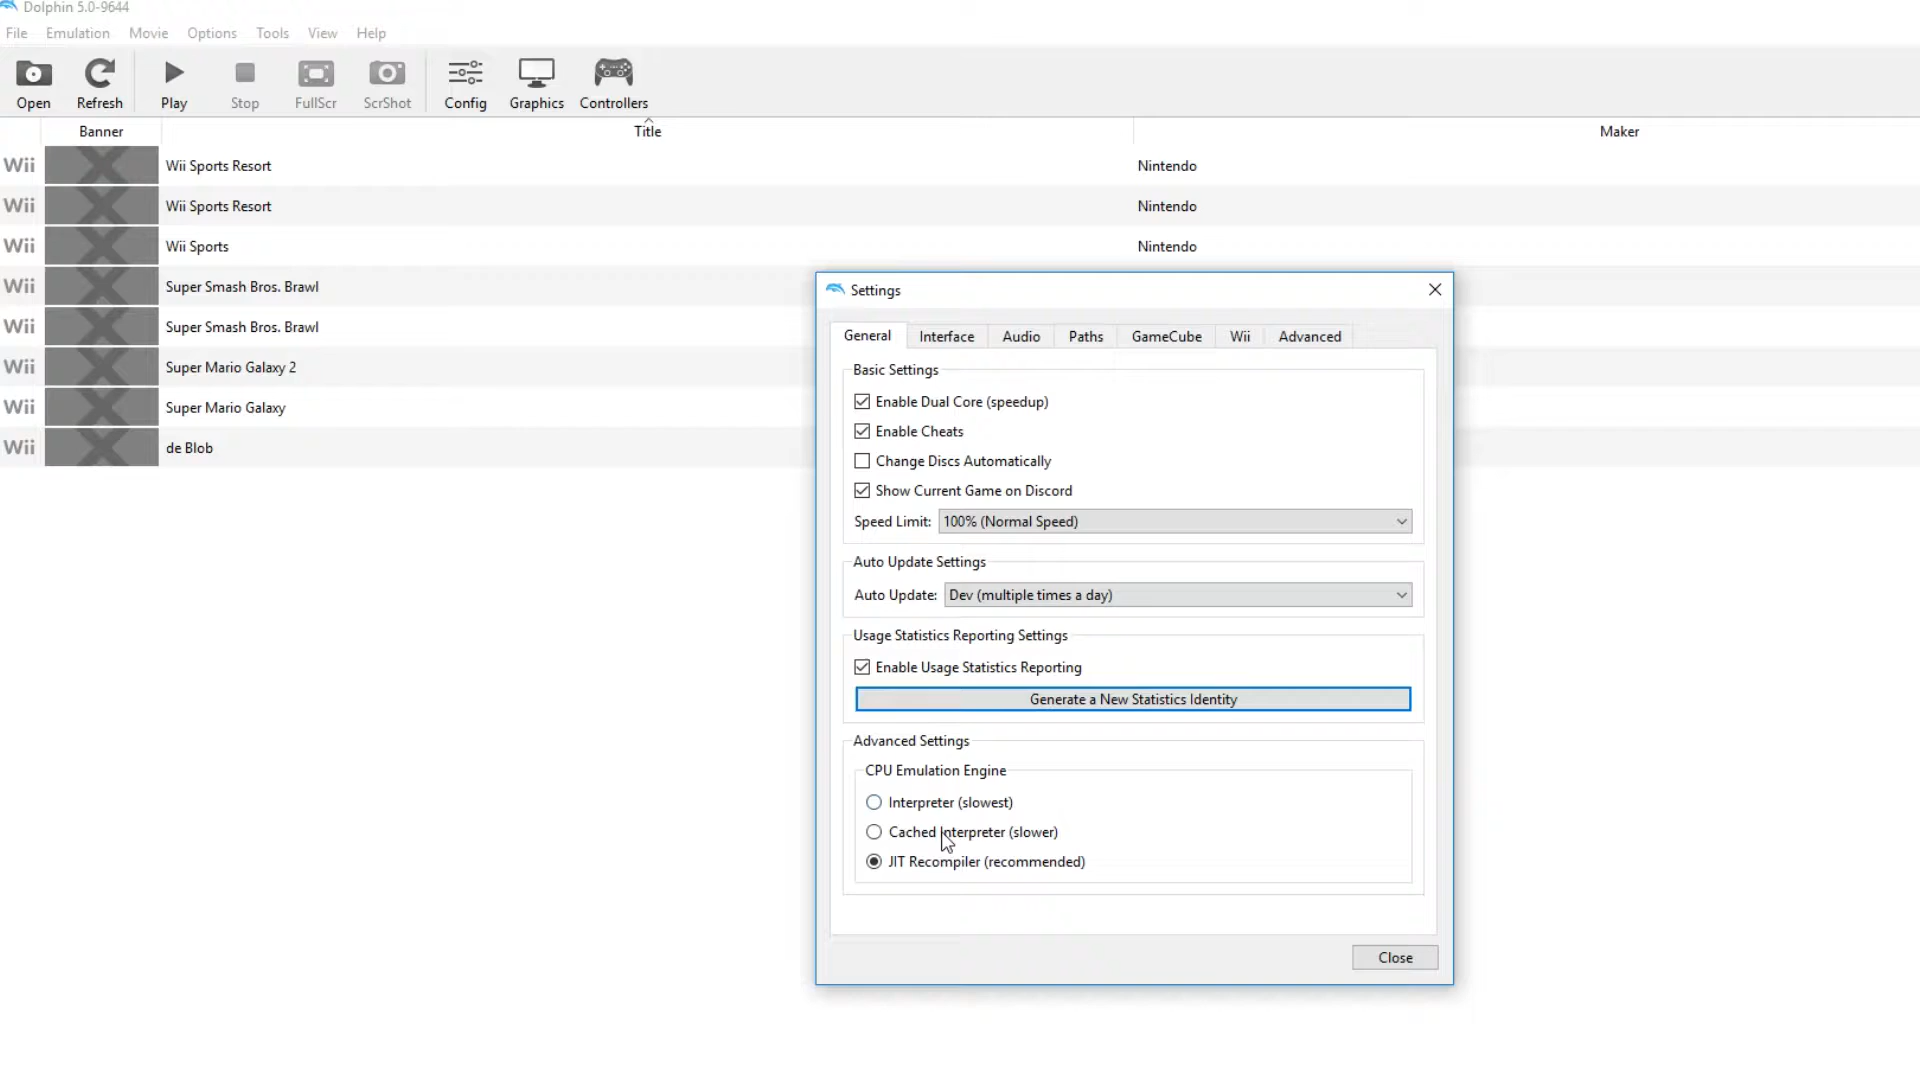 Dolphin 5.0-9644
File Emulation Movie Options Tools View Help
Open Refresh Play Stop FullScr ScrShot Config Graphics Controllers
Banner Title Maker
Wii Wii Sports Resort Nintendo
Wii Wii Sports Resort Nintendo
Wii Wii Sports Nintendo
Wii Super Smash Bros. Brawl
Wii Super Smash Bros. Brawl
Wii Super Mario Galaxy 2
Wii Super Mario Galaxy
Wii de Blob
Settings
General Interface Audio Paths GameCube Wii Advanced
Basic Settings
Enable Dual Core (speedup)
Enable Cheats
Change Discs Automatically
Show Current Game on Discord
Speed Limit: 100% (Normal Speed)
Auto Update Settings
Auto Update: Dev (multiple times a day)
Usage Statistics Reporting Settings
Enable Usage Statistics Reporting
Generate a New Statistics Identity
Advanced Settings
CPU Emulation Engine
Interpreter (slowest)
Cached Interpreter (slower)
JIT Recompiler (recommended)
Close